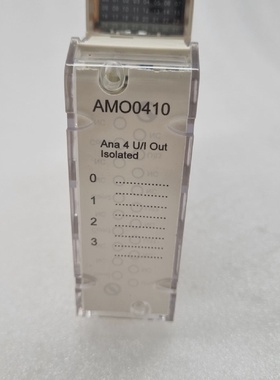 AMO0410
Ana 4 U/I Out
Isolated
0 ..............
1 ..............
2 ..............
3 ..............